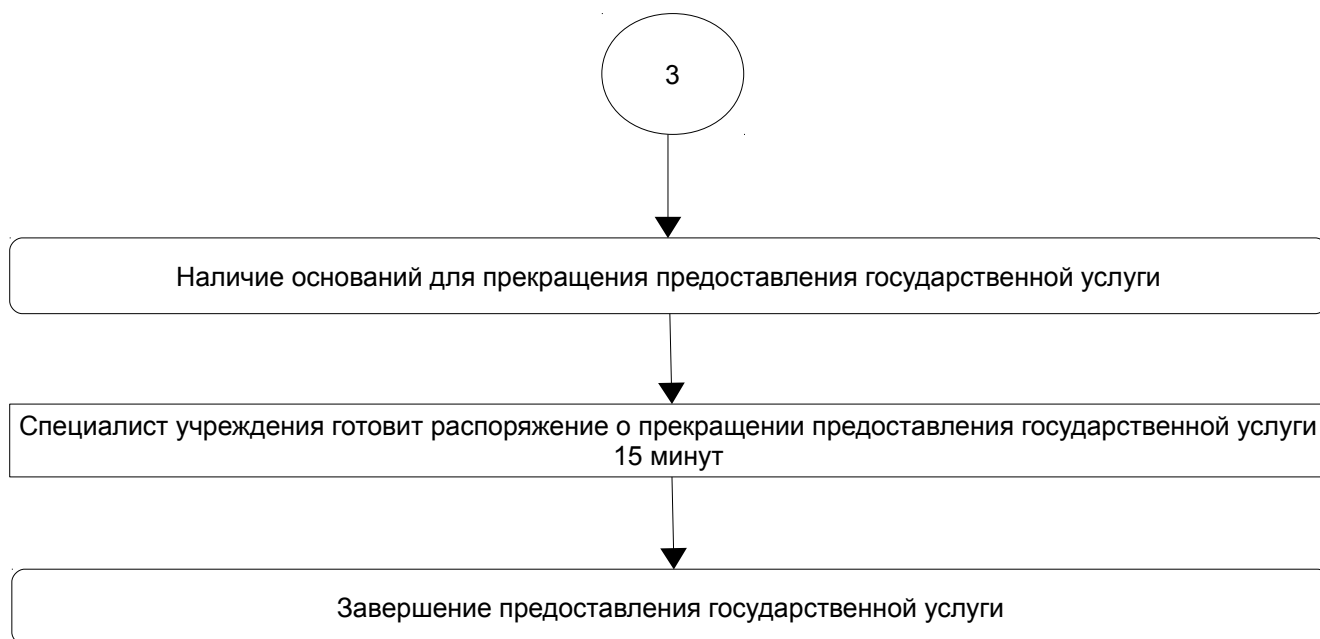 3
Наличие оснований для прекращения предоставления государственной услуги
Специалист учреждения готовит распоряжение о прекращении предоставления государственной услуги
15 минут
Завершение предоставления государственной услуги